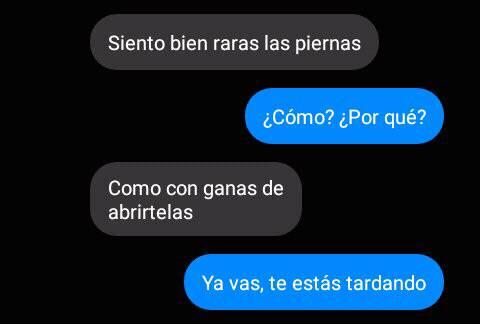 Siento bien raras las piernas
¿Cómo? ¿Por qué?
Como con ganas de
abrirtelas
Ya vas, te estás tardando